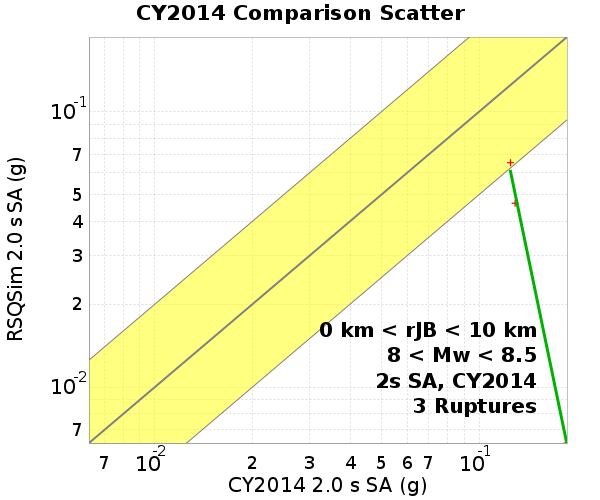 CY2014 Comparison Scatter
RSQSim 2.0 s SA (g)
10-1
7
5
4
3
2
10-2
7
0 km < rJB < 10 km
8 < Mw < 8.5
2s SA, CY2014
3 Ruptures
7 10-2 2 3 4 5 6 7 10-1
CY2014 2.0 s SA (g)